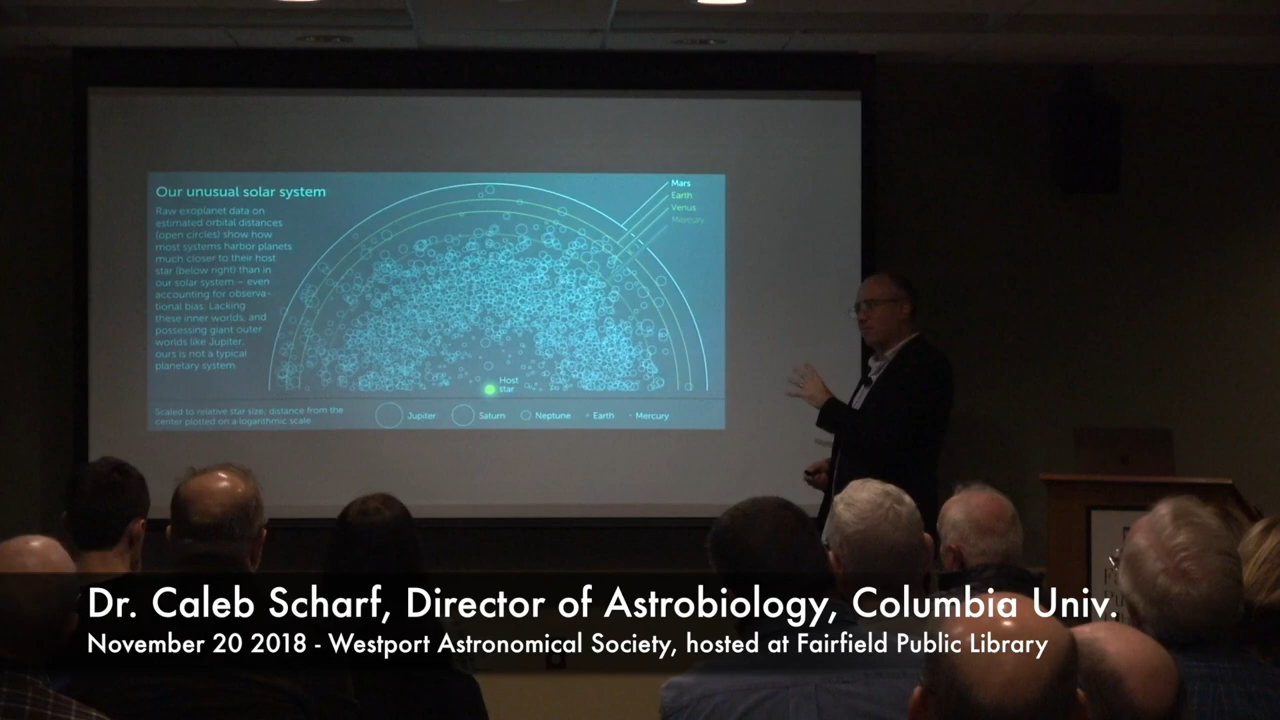 Our unusual solar system
Raw exoplanet data on
estimated orbital distances
(open circles) show how
most systems harbor planets
much closer to their host
star (below right) than in
our solar system – even
accounting for observa-
tional bias. Lacking
these inner worlds, and
possessing giant outer
worlds like Jupiter,
ours is not a typical
planetary system
Mars
Earth
Venus
Mercury
Host
star
Scaled to relative star size; distance from the
center plotted on a logarithmic scale
Jupiter
Saturn
Neptune
Earth
Mercury
Dr. Caleb Scharf, Director of Astrobiology, Columbia Univ.
November 20 2018 - Westport Astronomical Society, hosted at Fairfield Public Library